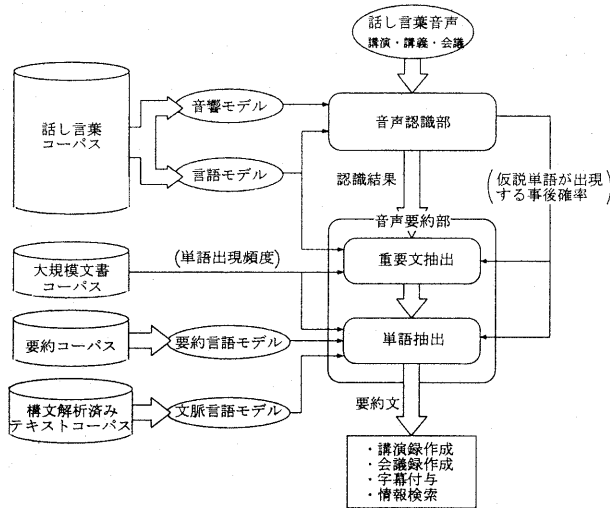 話し言葉音声
講演・講義・会議
話し言葉
コーパス
音響モデル
言語モデル
音声認識部
認識結果
(仮説単語が出現
する事後確率)
音声要約部
大規模文書
コーパス
(単語出現頻度)
重要文抽出
要約コーパス
要約言語モデル
単語抽出
構文解析済み
テキストコーパス
文脈言語モデル
要約文
・講演録作成
・会議録作成
・字幕付与
・情報検索